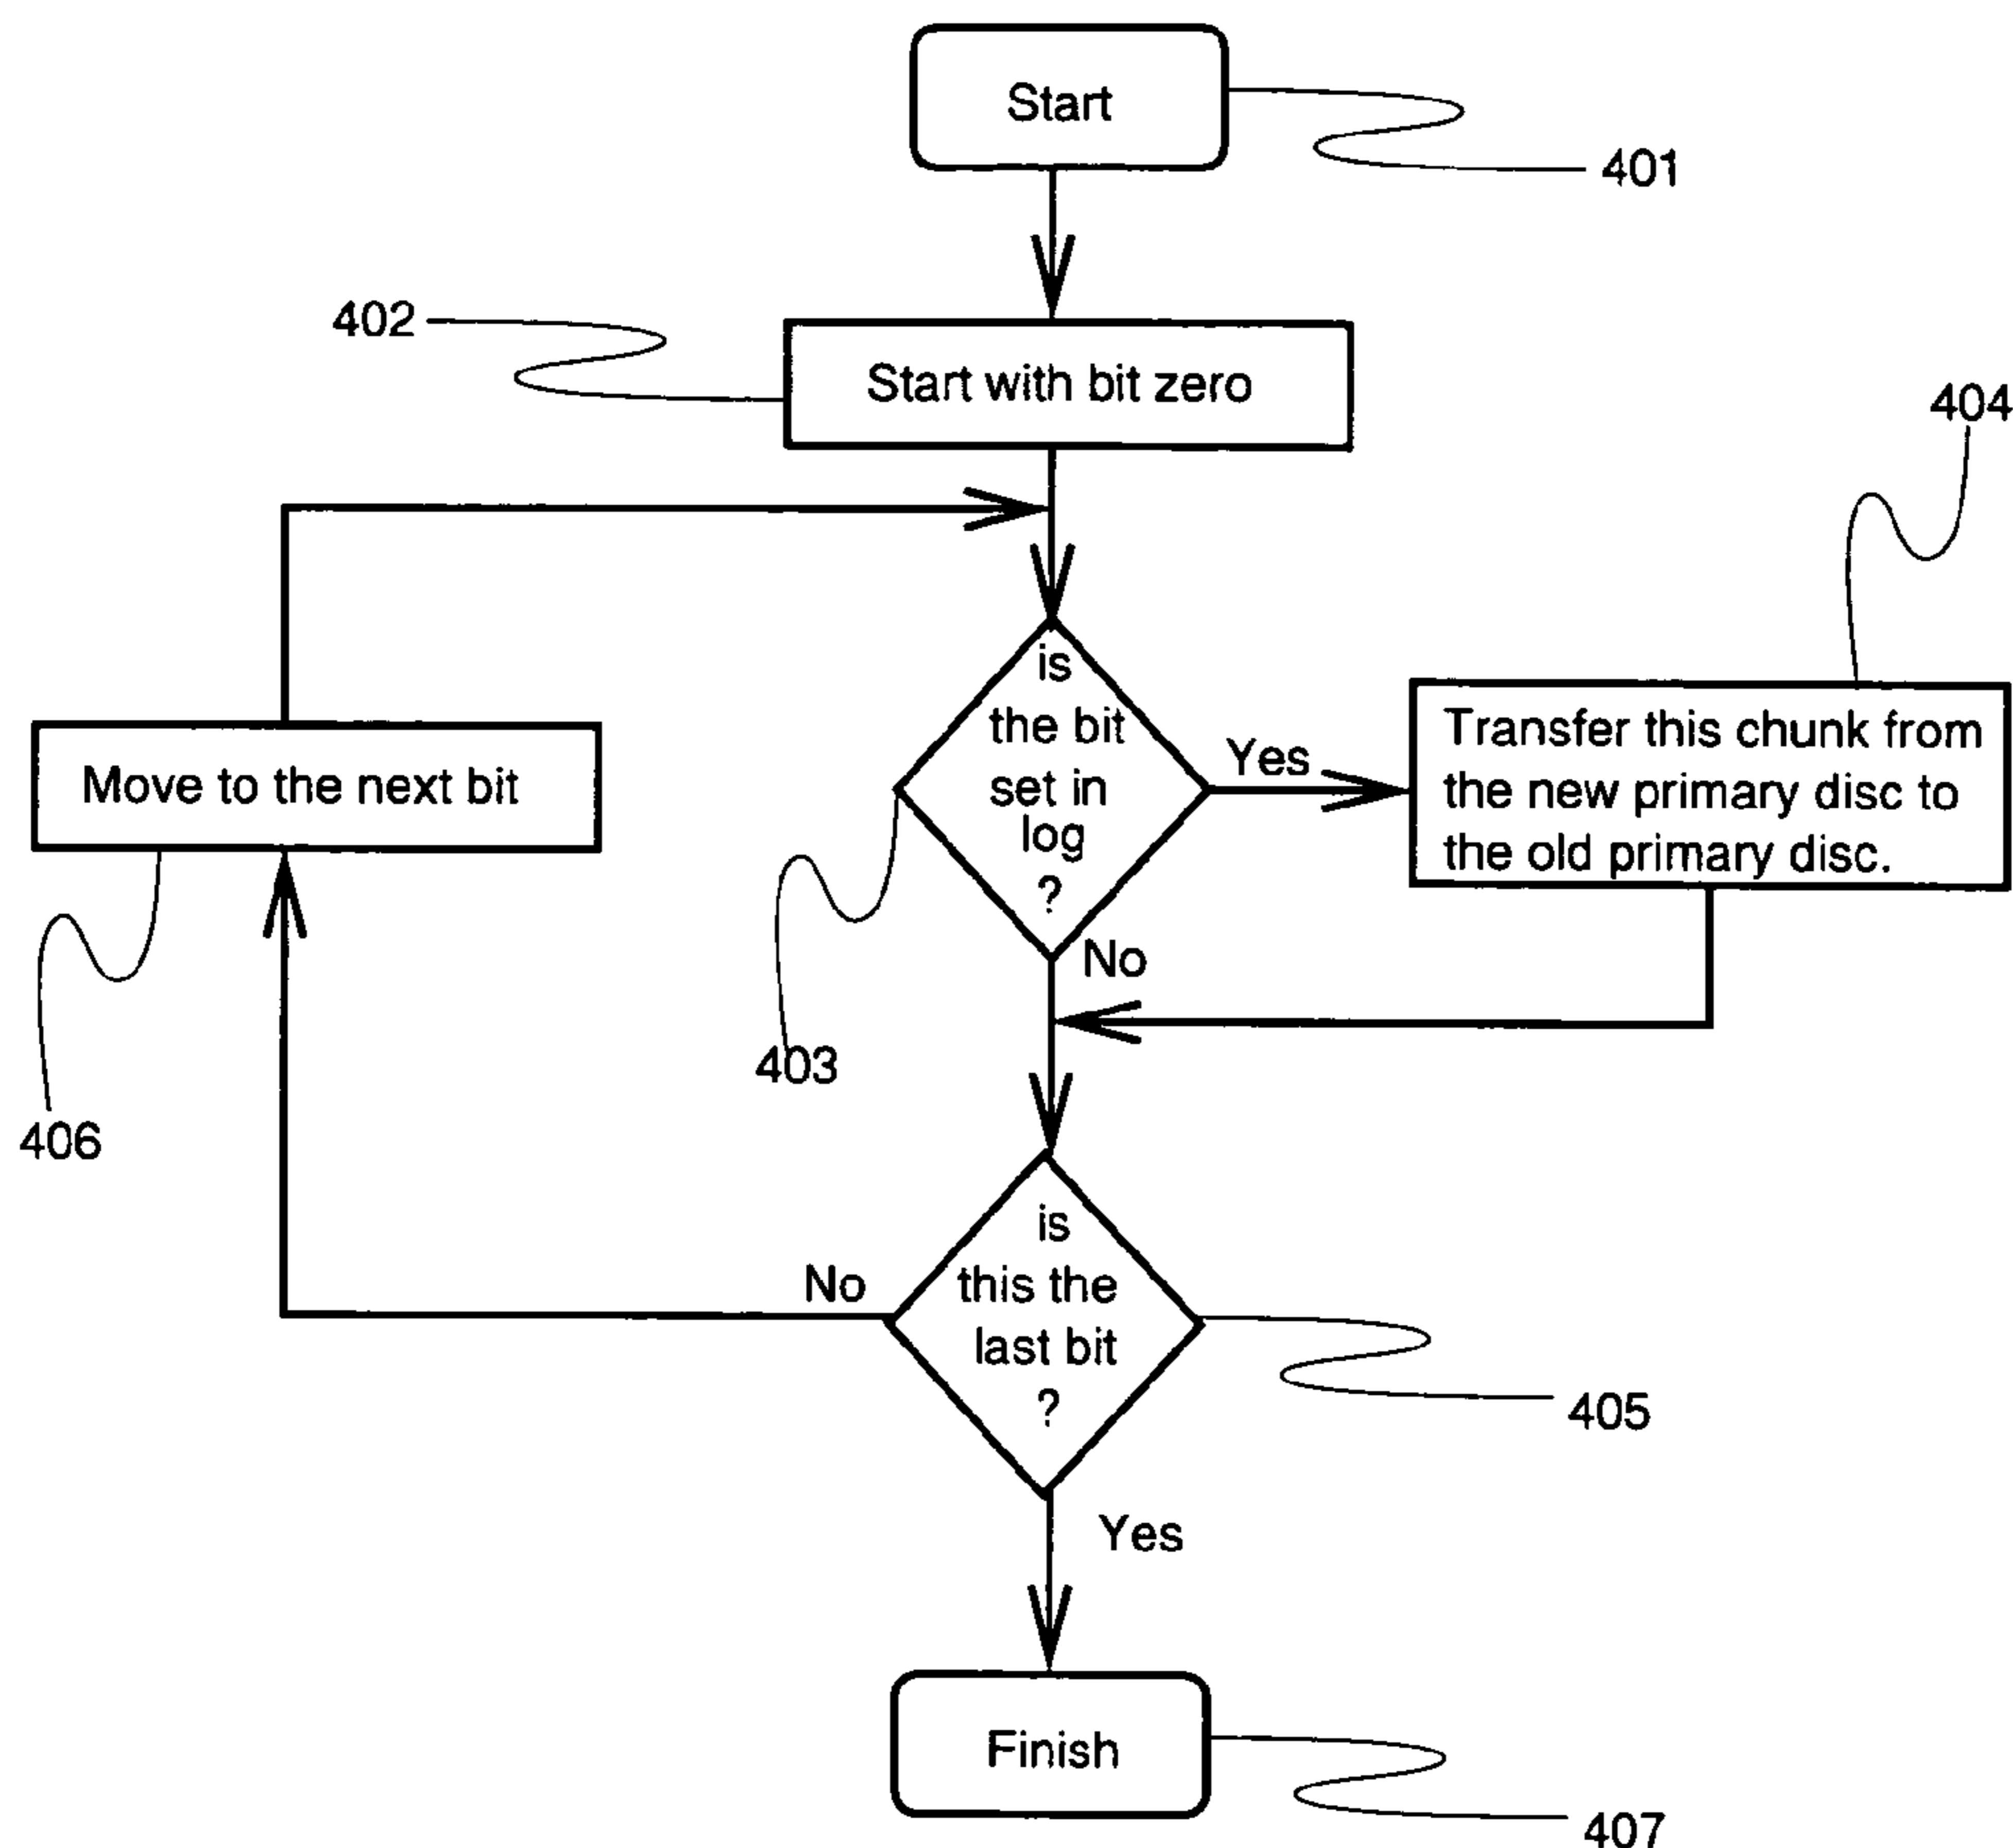 Start
401
402
Start with bit zero
404
is
the bit
set in
log
?
Yes
Transfer this chunk from
the new primary disc to
the old primary disc.
Move to the next bit
No
403
406
is
this the
last bit
?
No
405
Yes
Finish
407